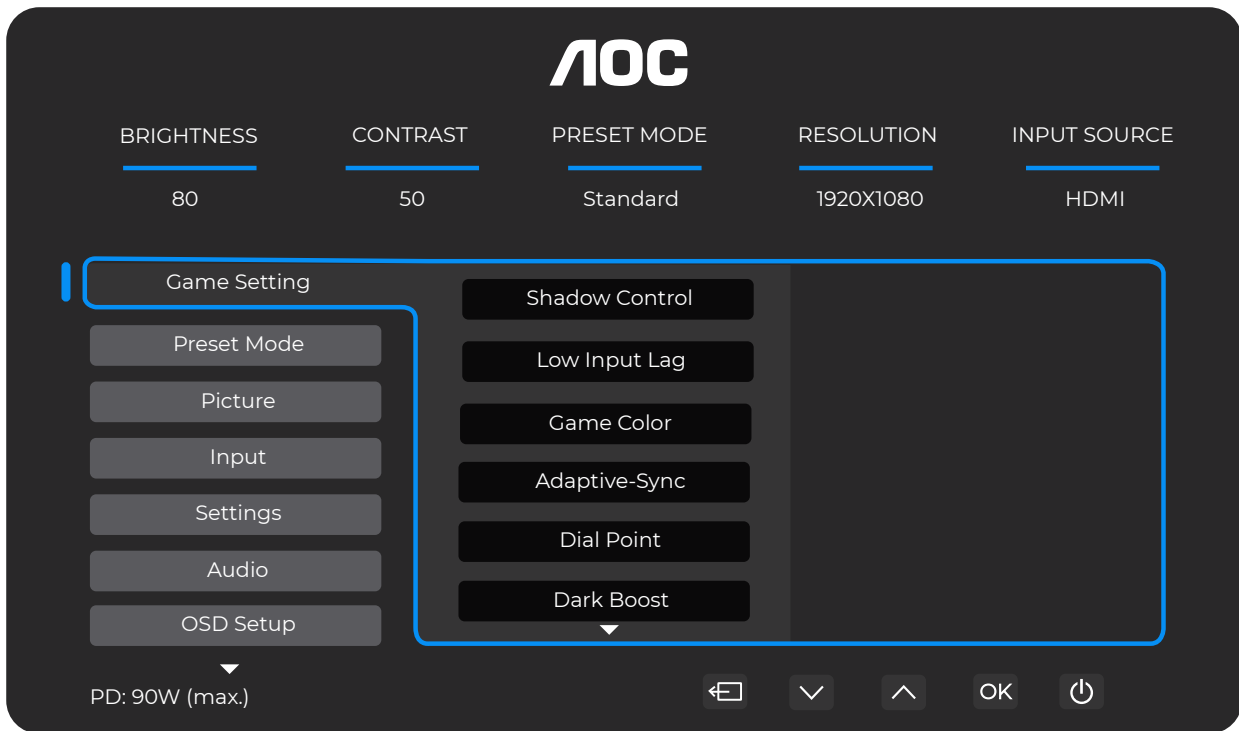 AOC
BRIGHTNESS CONTRAST PRESET MODE RESOLUTION INPUT SOURCE
80 50 Standard 1920X1080 HDMI
Game Setting
Preset Mode
Picture
Input
Settings
Audio
OSD Setup
Shadow Control
Low Input Lag
Game Color
Adaptive-Sync
Dial Point
Dark Boost
PD: 90W (max.)
OK